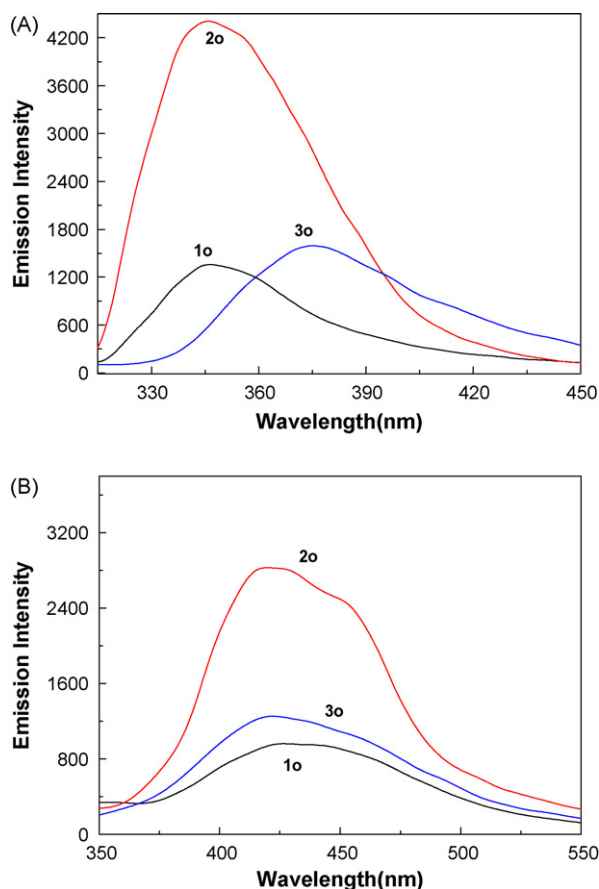 (A)
4200
3600
3000
2400
1800
1200
600
0
2o
1o
3o
330 360 390 420 450
Wavelength(nm)
Emission Intensity
(B)
3200
2400
1600
800
0
2o
3o
1o
350 400 450 500 550
Wavelength(nm)
Emission Intensity